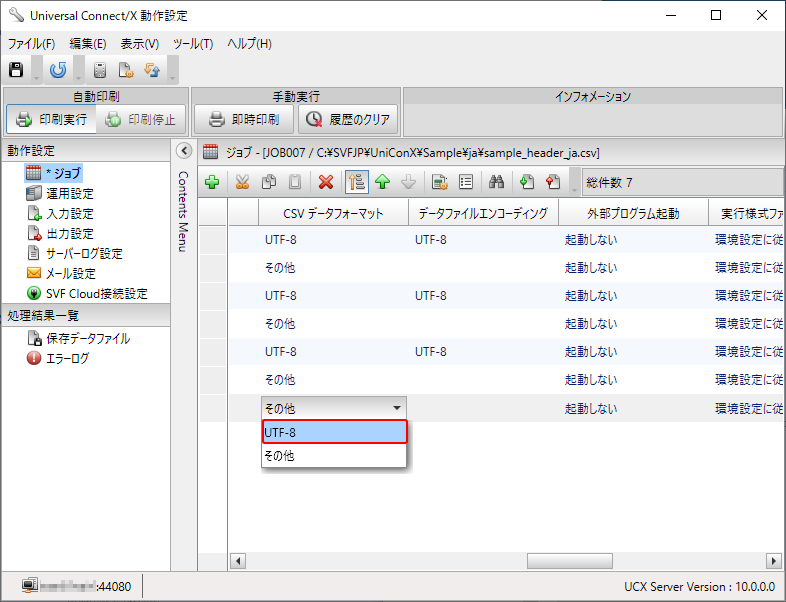 Universal Connect/X 動作設定
ファイル(F) 編集(E) 表示(V) ツール(T) ヘルプ(H)
自動印刷 手動実行 インフォメーション
印刷実行 印刷停止 即時印刷 履歴のクリア
動作設定
* ジョブ
運用設定
入力設定
出力設定
サーバーログ設定
メール設定
SVF Cloud接続設定
処理結果一覧
保存データファイル
エラーログ
Contents Menu
ジョブ - [JOB007 / C:¥SVFJP¥UniConX¥Sample¥ja¥sample_header_ja.csv]
総件数 7
CSV データフォーマット データファイルエンコーディング 外部プログラム起動 実行様式ファ
UTF-8 UTF-8 起動しない 環境設定に従
その他 起動しない 環境設定に従
UTF-8 UTF-8 起動しない 環境設定に従
その他 起動しない 環境設定に従
UTF-8 UTF-8 起動しない 環境設定に従
その他 起動しない 環境設定に従
その他 起動しない 環境設定に従
UTF-8
その他
:44080 UCX Server Version : 10.0.0.0